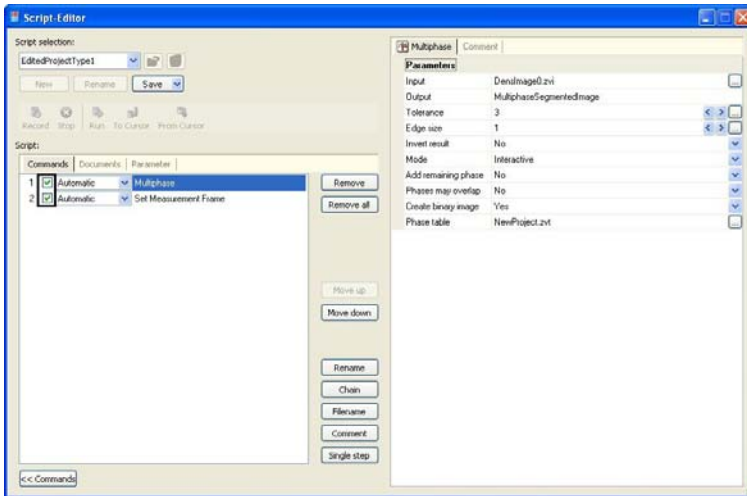 Script-Editor
Script selection:
EditedProjectType1
New Rename Save
Record Stop Run To Cursor From Cursor
Script:
Commands Documents Parameter
1 Automatic Multiphase
2 Automatic Set Measurement Frame
Remove
Remove all
Move up
Move down
Rename
Chain
Filename
Comment
Single step
<< Commands
Multiphase Comment
Parameters
Input DensImage0.zvi ...
Output MultiphaseSegmentedImage
Tolerance 3 < > ...
Edge size 1 < > ...
Invert result No
Mode Interactive
Add remaining phase No
Phases may overlap No
Create binary image Yes
Phase table NewProject.zvt ...